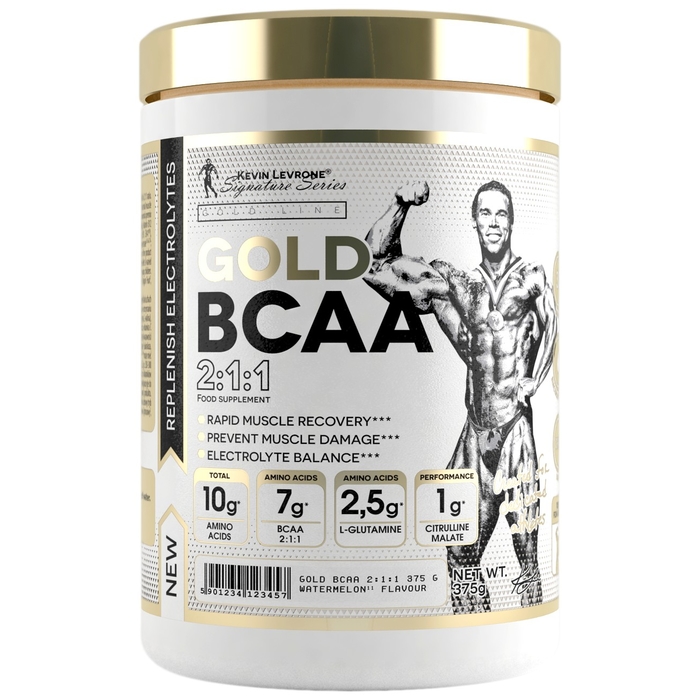 REPLENISH ELECTROLYTES
NEW
KEVIN LEVRONE®
Signature Series
GOLD LINE
GOLD
BCAA
2:1:1
FOOD SUPPLEMENT
RAPID MUSCLE RECOVERY***
PREVENT MUSCLE DAMAGE***
ELECTROLYTE BALANCE***
TOTAL
10g*
AMINO
ACIDS
AMINO ACIDS
7g*
BCAA
2:1:1
AMINO ACIDS
2,5g*
L-GLUTAMINE
PERFORMANCE
1g*
CITRULLINE
MALATE
5 901234 123457
GOLD BCAA 2:1:1 375 G
WATERMELON¹¹ FLAVOUR
NET WT.
375g